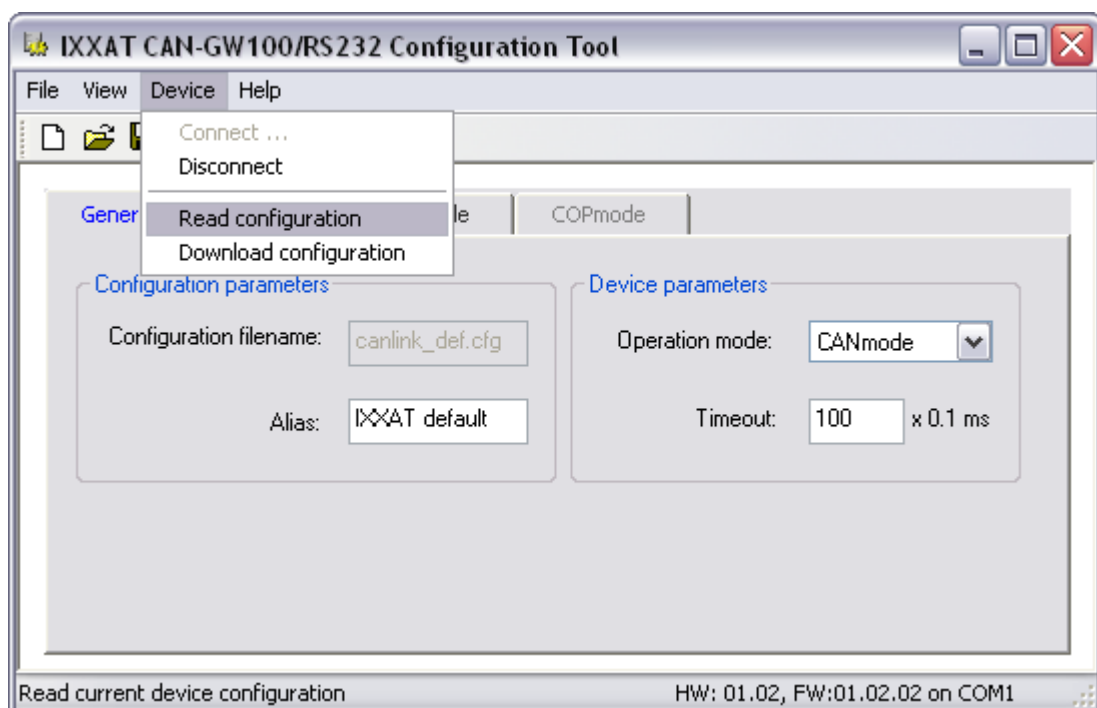 IXXAT CAN-GW100/RS232 Configuration Tool
File View Device Help
Connect ...
Disconnect
Read configuration
Download configuration
COPmode
Configuration parameters
Configuration filename: canlink_def.cfg
Alias: IXXAT default
Device parameters
Operation mode: CANmode
Timeout: 100 x 0.1 ms
Read current device configuration HW: 01.02, FW:01.02.02 on COM1